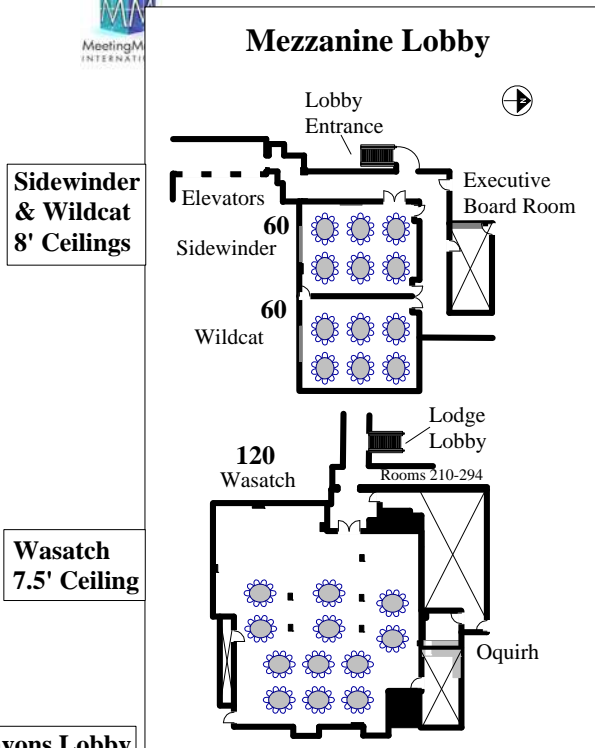 MeetingM
INTERNATI
Mezzanine Lobby
Lobby
Entrance
Sidewinder
& Wildcat
8' Ceilings
Elevators
Executive
Board Room
60
Sidewinder
60
Wildcat
Lodge
Lobby
120
Wasatch
Rooms 210-294
Wasatch
7.5' Ceiling
Oquirh
yons Lobby